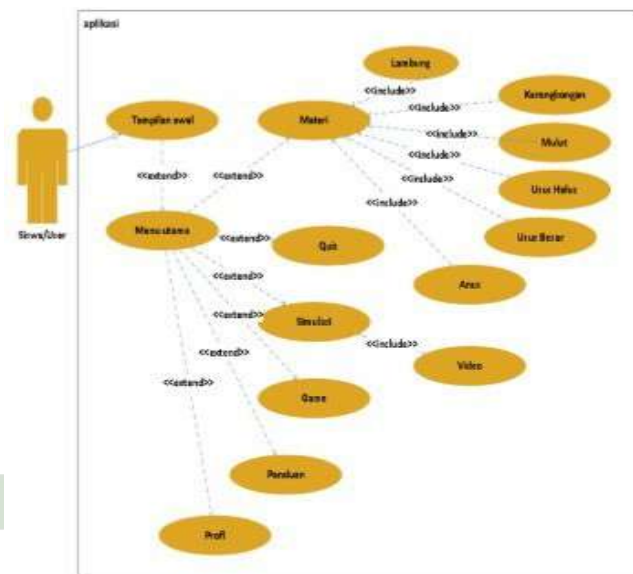 aplikasi
Lambung
<<include>>
Kerongkongan
<<include>>
Tampilan awal
Materi
<<include>>
Mulut
<<include>>
<<extend>>
<<extend>>
<<include>>
Usus Halus
<<include>>
Siswa/User
Menu utama
<<extend>>
Quis
Usus Besar
<<extend>>
Anus
<<extend>>
Simulasi
<<include>>
<<extend>>
Video
<<extend>>
Game
Panduan
Profil